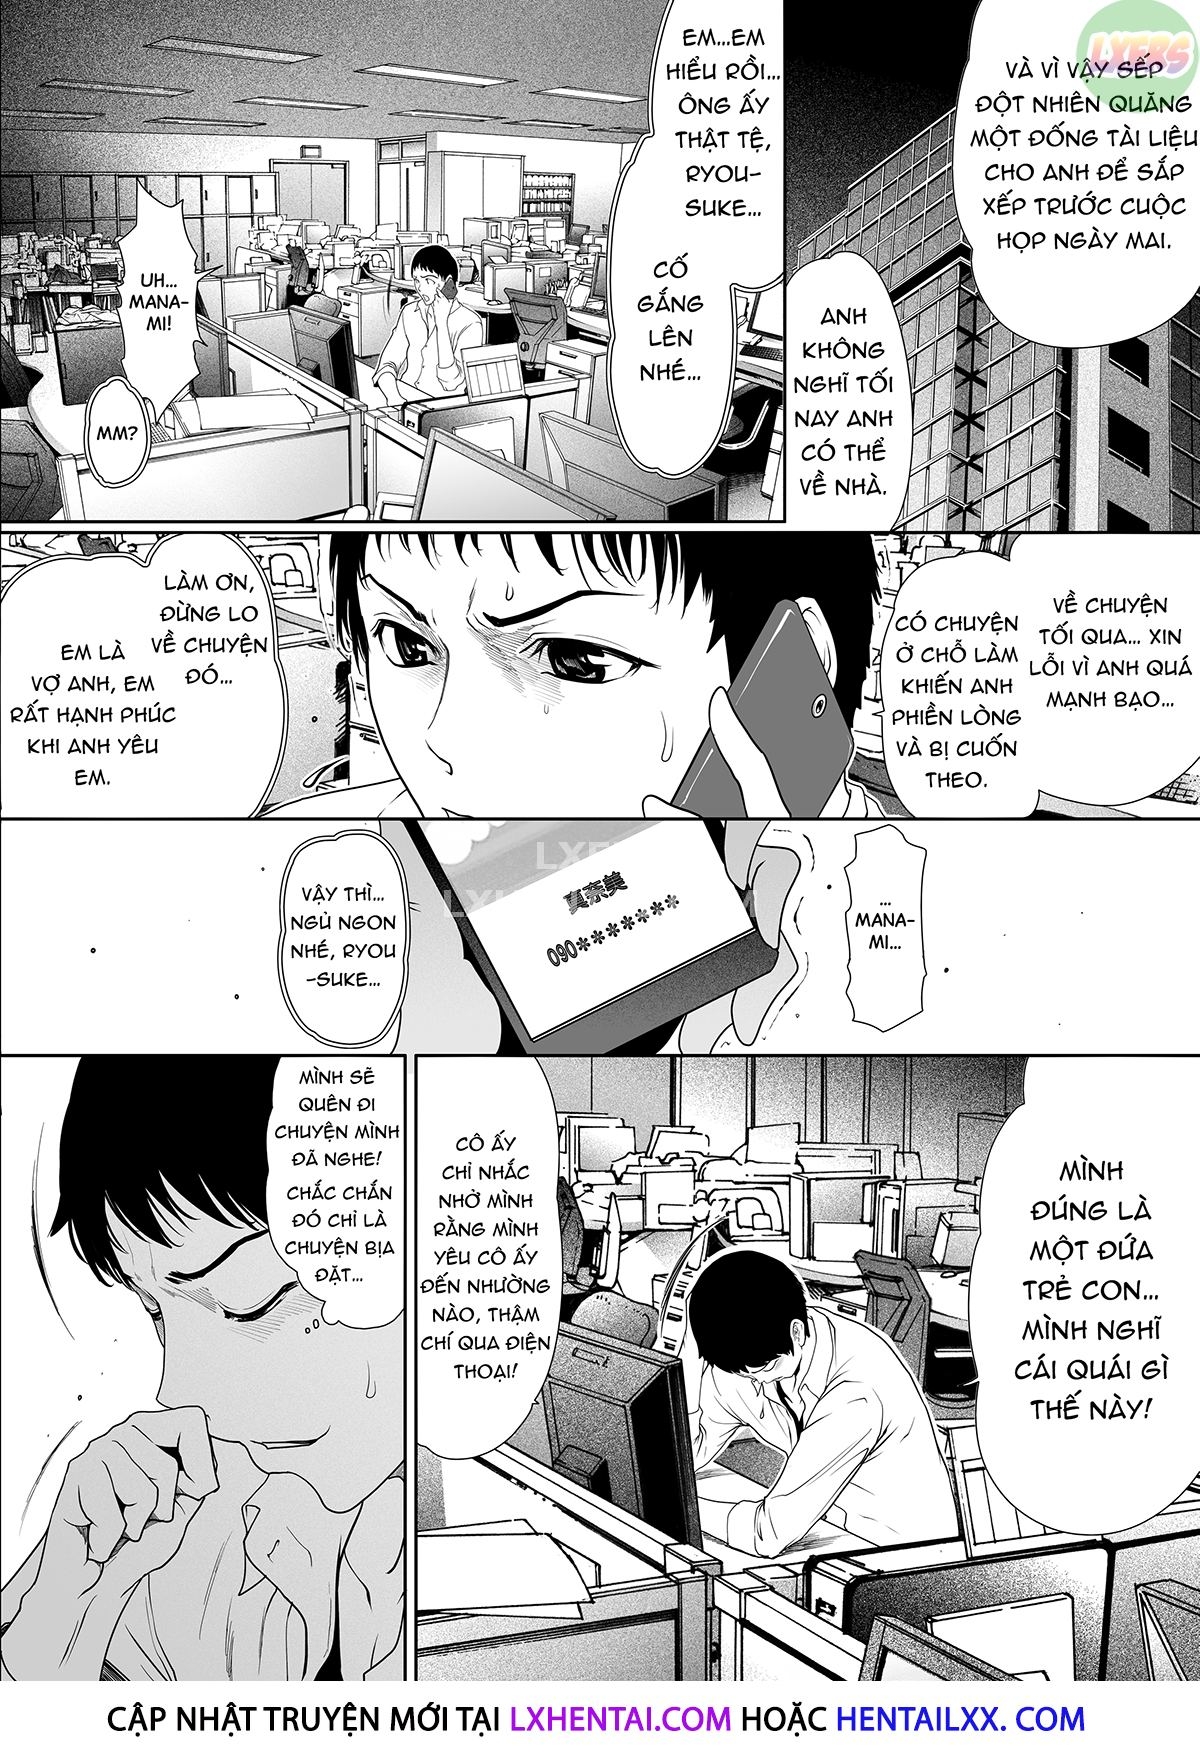 LXERS
VÀ VÌ VẬY SẾP
ĐỘT NHIÊN QUĂNG
MỘT ĐỐNG TÀI LIỆU
CHO ANH ĐỂ SẮP
XẾP TRƯỚC CUỘC
HỌP NGÀY MAI.
ANH
KHÔNG
NGHĨ TỐI
NAY ANH
CÓ THỂ
VỀ NHÀ.
EM...EM
HIỂU RỒI...
ÔNG ẤY
THẬT TỆ,
RYOU-
SUKE...
CỐ
GẮNG
LÊN
NHÉ...
UH...
MANA-
MI!
MM?
VỀ CHUYỆN
TỐI QUA... XIN
LỖI VÌ ANH QUÁ
MẠNH BẠO...
CÓ CHUYỆN
Ở CHỖ LÀM
KHIẾN ANH
PHIỀN LÒNG
VÀ BỊ CUỐN
THEO.
LÀM ƠN,
ĐỪNG LO
VỀ CHUYỆN
ĐÓ...
EM LÀ
VỢ ANH, EM
RẤT HẠNH PHÚC
KHI ANH YÊU
EM.
...
MANA-
MI...
真奈美
090*******
VẬY THÌ...
NGỦ NGON
NHÉ, RYOU
-SUKE...
MÌNH
ĐÚNG LÀ
MỘT ĐỨA
TRẺ CON...
MÌNH NGHĨ
CÁI QUÁI GÌ
THẾ NÀY!
CÔ ẤY
CHỈ NHẮC
NHỞ MÌNH
RẰNG MÌNH
YÊU CÔ ẤY
ĐẾN NHƯỜNG
NÀO, THẬM
CHÍ QUA ĐIỆN
THOẠI!
MÌNH SẼ
QUÊN ĐI
CHUYỆN MÌNH
ĐÃ NGHE!
CHẮC CHẮN
ĐÓ CHỈ LÀ
CHUYỆN BỊA
ĐẶT...
CẬP NHẬT TRUYỆN MỚI TẠI LXHENTAI.COM HOẶC HENTAILXX. COM